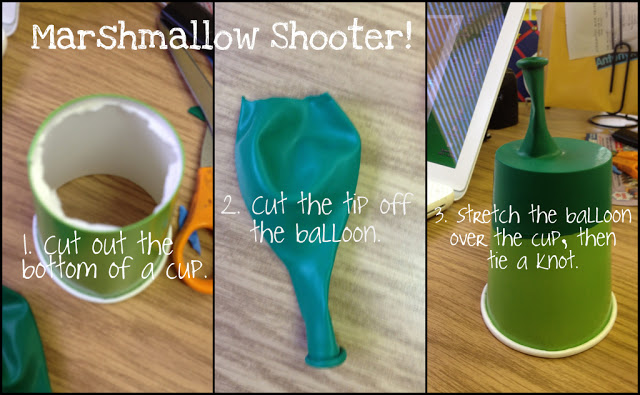 Marshmallow Shooter!
1. Cut out the
bottom of a cup.
2. Cut the tip off
the balloon.
3. Stretch the balloon
over the cup, then
tie a knot.